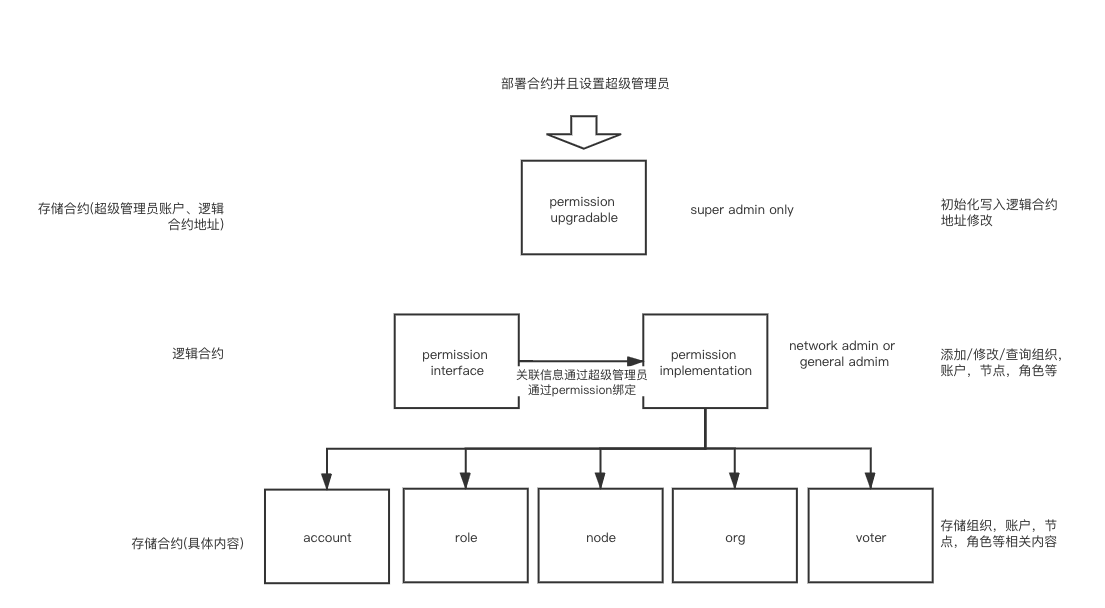 部署合约并且设置超级管理员
存储合约(超级管理员账户、逻辑
合约地址)
permission
upgradable
super admin only
初始化写入逻辑合约
地址修改
逻辑合约
permission
interface
关联信息通过超级管理员
通过permission绑定
permission
implementation
network admin or
general admim
添加/修改/查询组织，
账户，节点，角色等
存储合约(具体内容)
account
role
node
org
voter
存储组织，账户，节
点，角色等相关内容